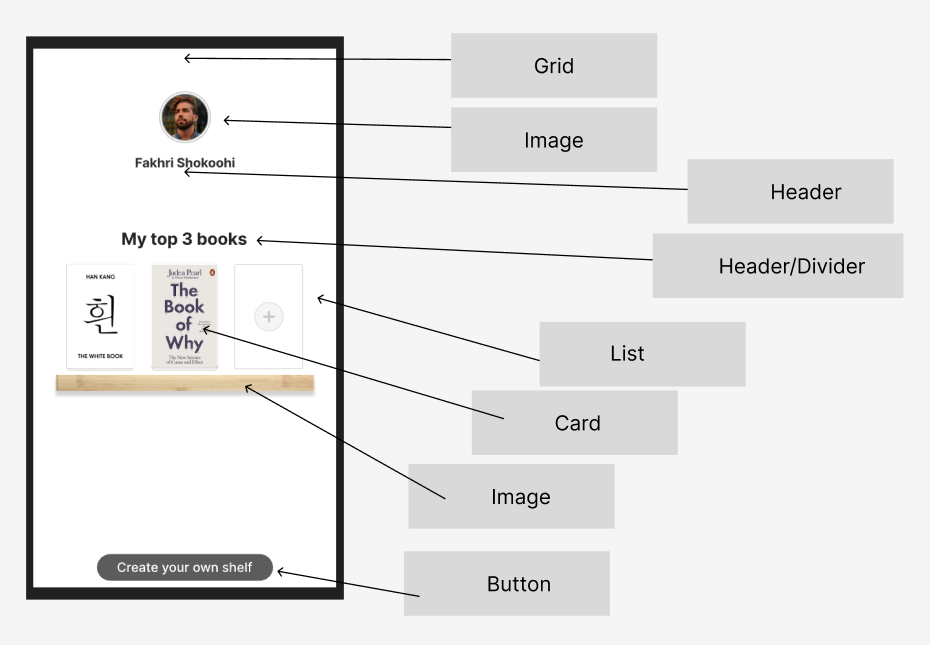 Grid
Image
Fakhri Shokoohi
Header
My top 3 books
Header/Divider
HAN KANG
흰
THE WHITE BOOK
Judea Pearl
The
Book
of
Why
The New Science
of Cause and Effect
List
Card
Image
Create your own shelf
Button